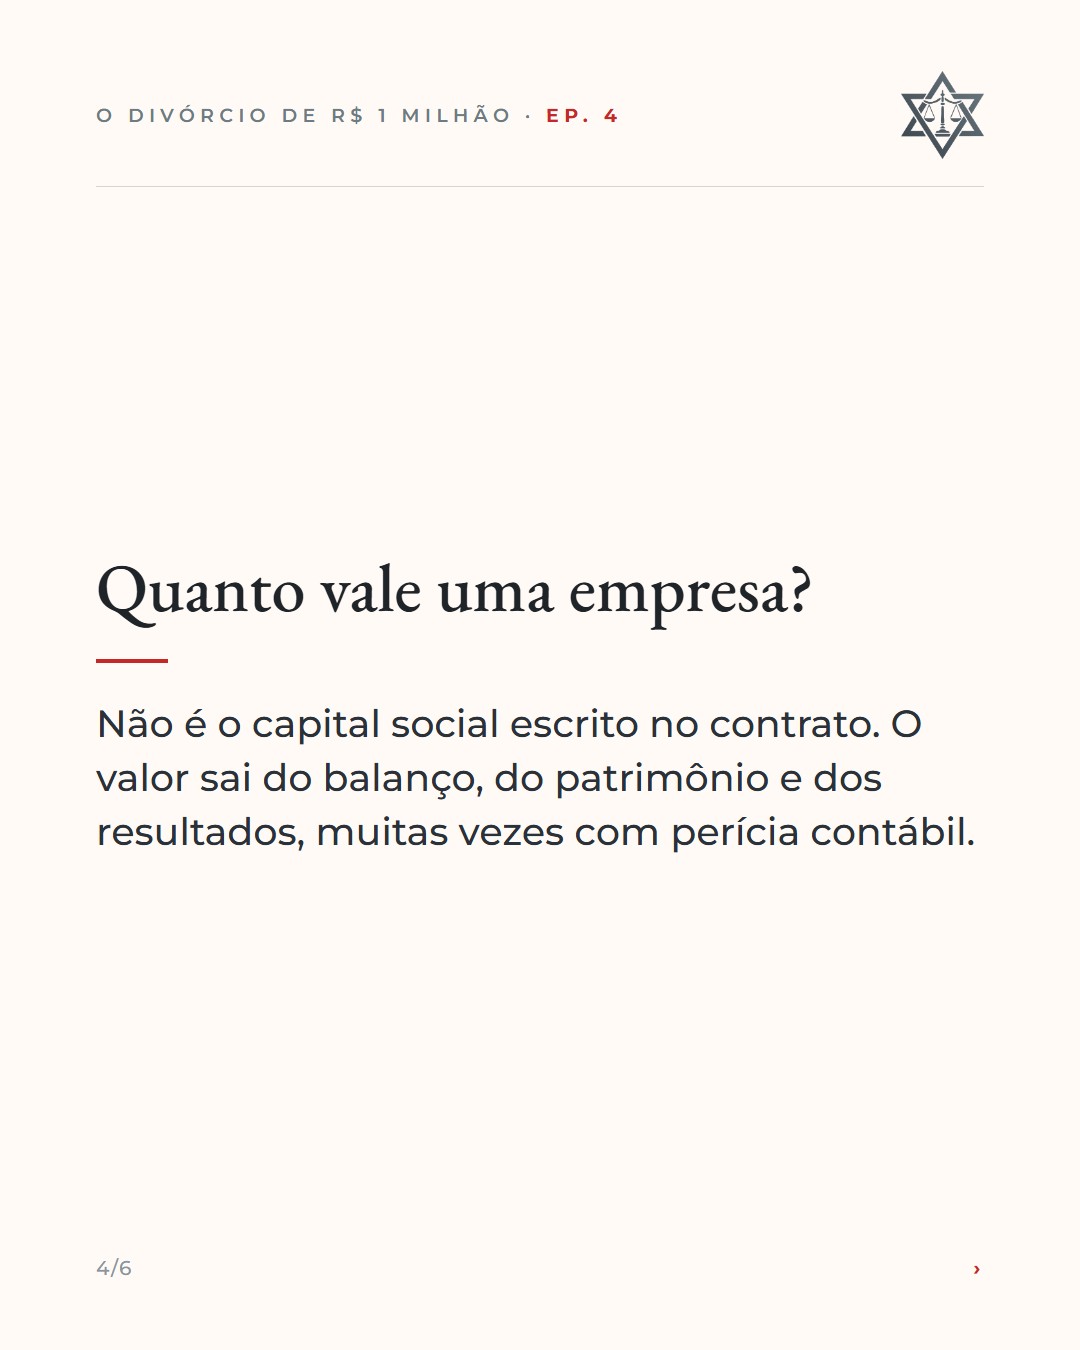 O DIVÓRCIO DE R$ 1 MILHÃO · EP. 4
Quanto vale uma empresa?
Não é o capital social escrito no contrato. O
valor sai do balanço, do patrimônio e dos
resultados, muitas vezes com perícia contábil.
4/6
›